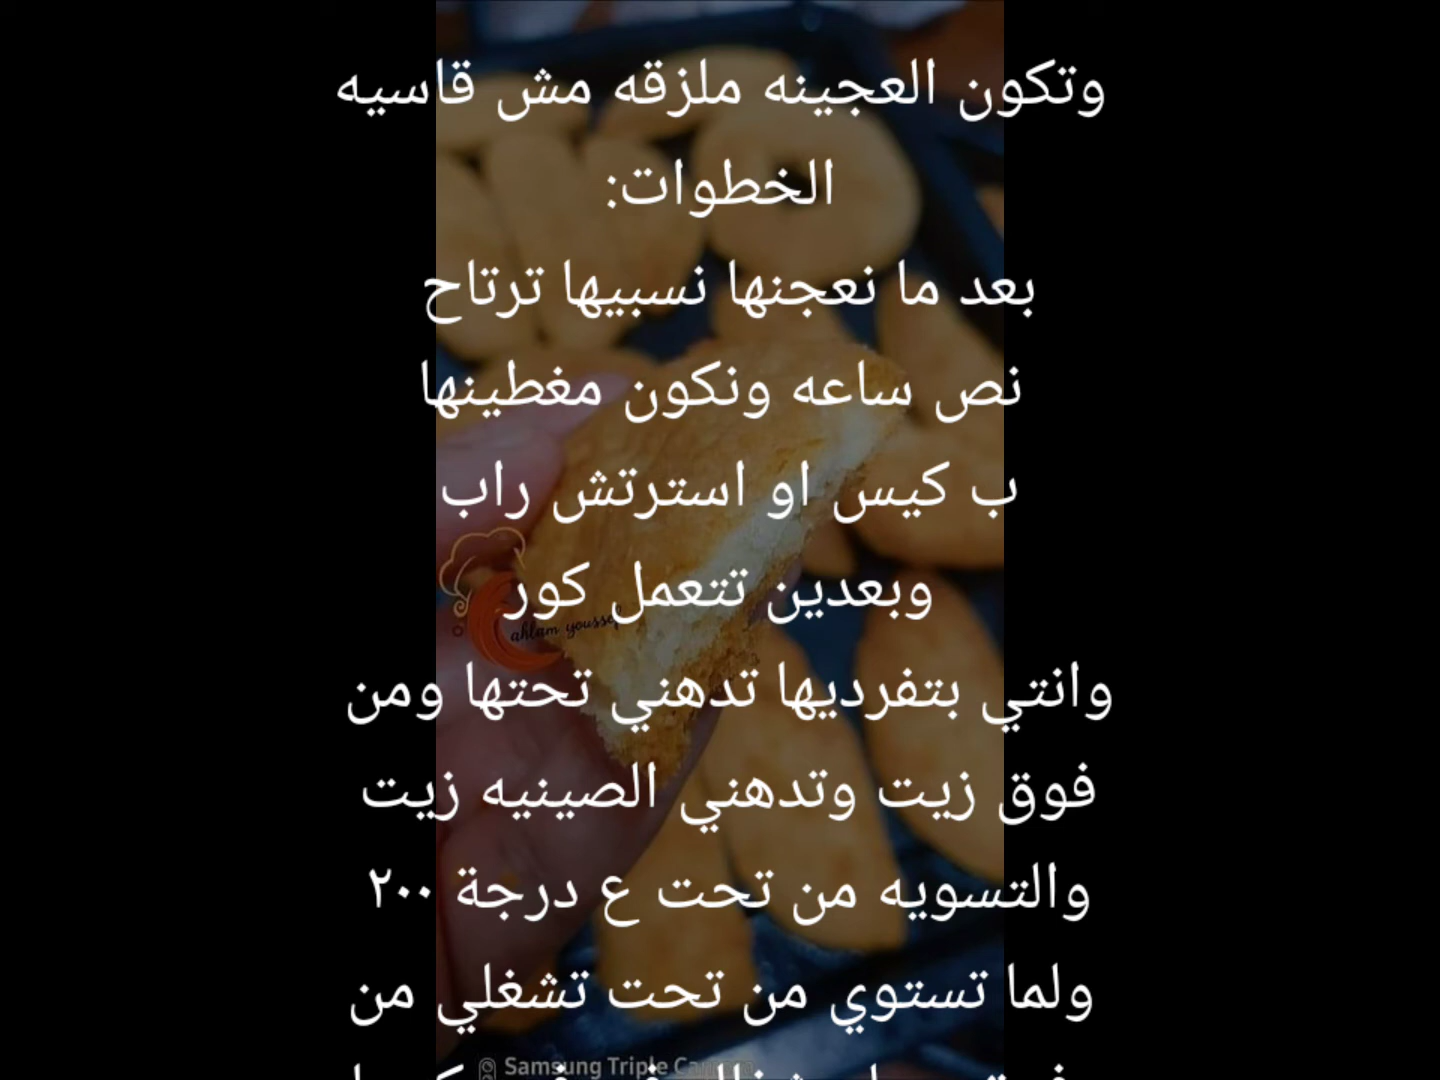 وتكون العجينه ملزقه مش قاسيه
الخطوات:
بعد ما نعجنها نسبيها ترتاح
نص ساعه ونكون مغطينها
ب كيس او استرتش راب
وبعدين تتعمل كور
ahlam youssef
وانتي بتفرديها تدهني تحتها ومن
فوق زيت وتدهني الصينيه زيت
والتسويه من تحت ع درجة ٢٠٠
ولما تستوي من تحت تشغلي من
Samsung Triple Camera